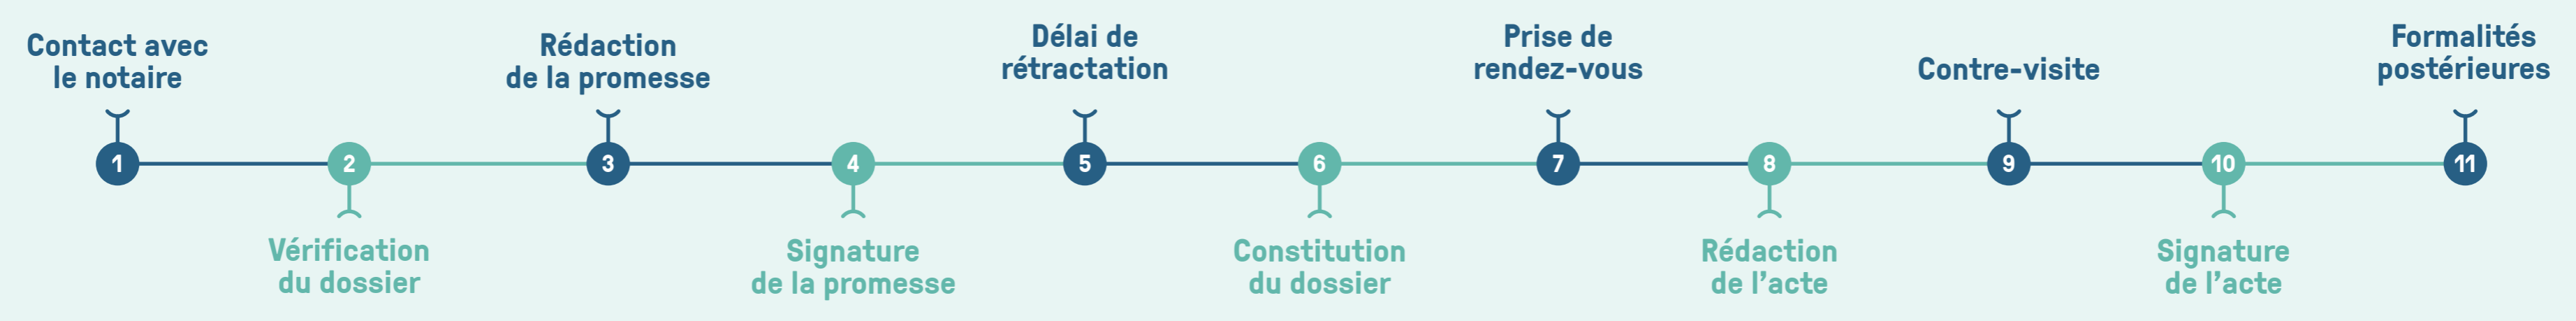 Contact avec
le notaire
1
2
Vérification
du dossier
Rédaction
de la promesse
3
4
Signature
de la promesse
Délai de
rétractation
5
6
Constitution
du dossier
Prise de
rendez-vous
7
8
Rédaction
de l’acte
Contre-visite
9
10
Signature
de l’acte
Formalités
postérieures
11